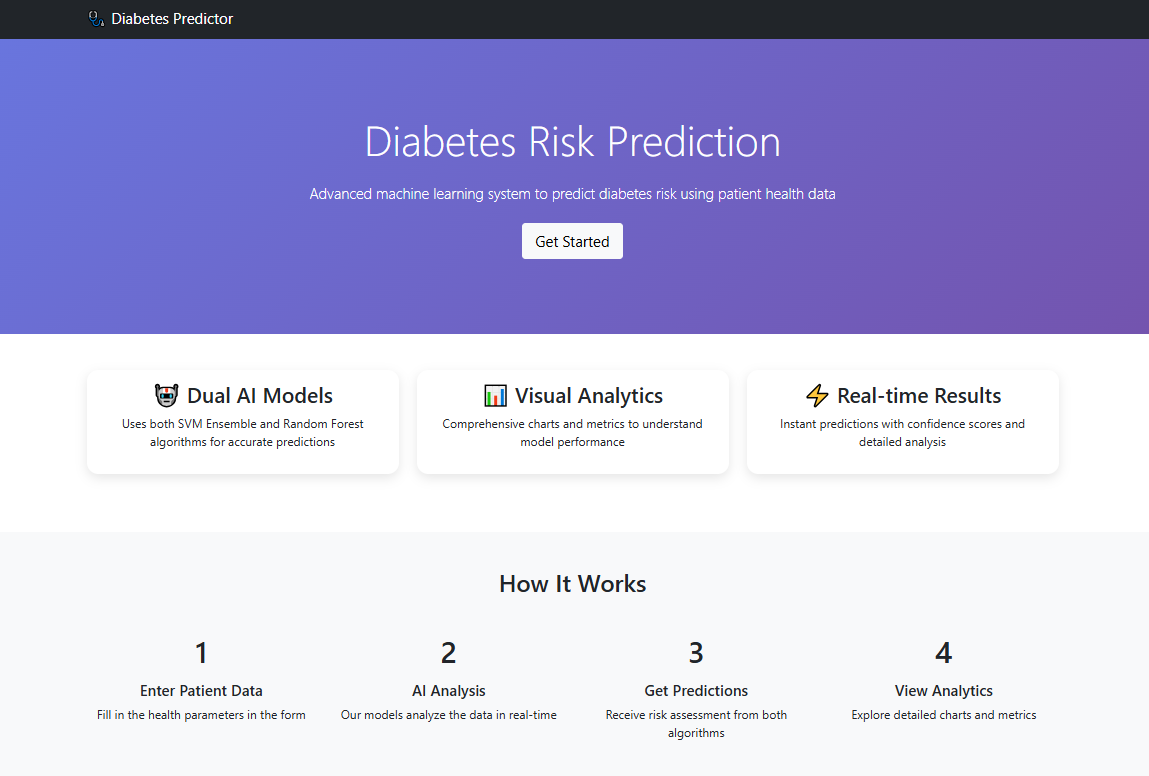 Diabetes Predictor
Diabetes Risk Prediction
Advanced machine learning system to predict diabetes risk using patient health data
Get Started
Dual AI Models
Uses both SVM Ensemble and Random Forest
algorithms for accurate predictions
Visual Analytics
Comprehensive charts and metrics to understand
model performance
Real-time Results
Instant predictions with confidence scores and
detailed analysis
How It Works
1
Enter Patient Data
Fill in the health parameters in the form
2
AI Analysis
Our models analyze the data in real-time
3
Get Predictions
Receive risk assessment from both
algorithms
4
View Analytics
Explore detailed charts and metrics